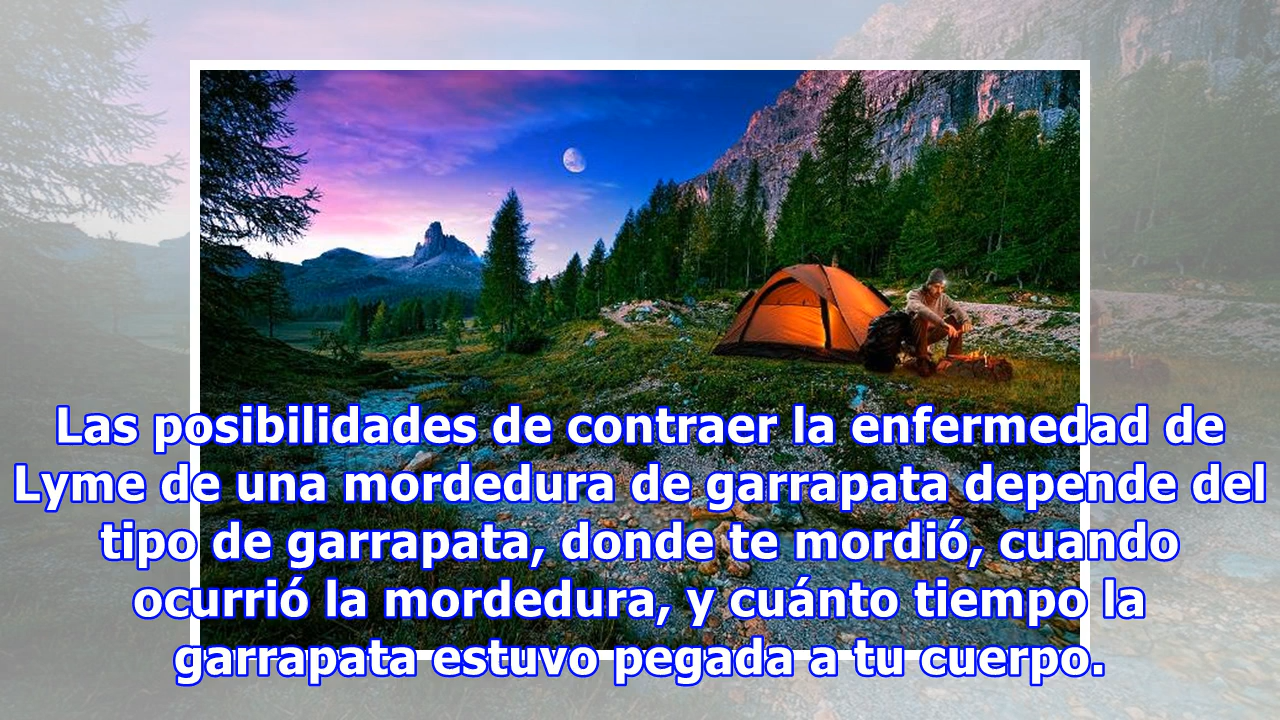 Las posibilidades de contraer la enfermedad de
Lyme de una mordedura de garrapata depende del
tipo de garrapata, donde te mordió, cuando
ocurrió la mordedura, y cuánto tiempo la
garrapata estuvo pegada a tu cuerpo.